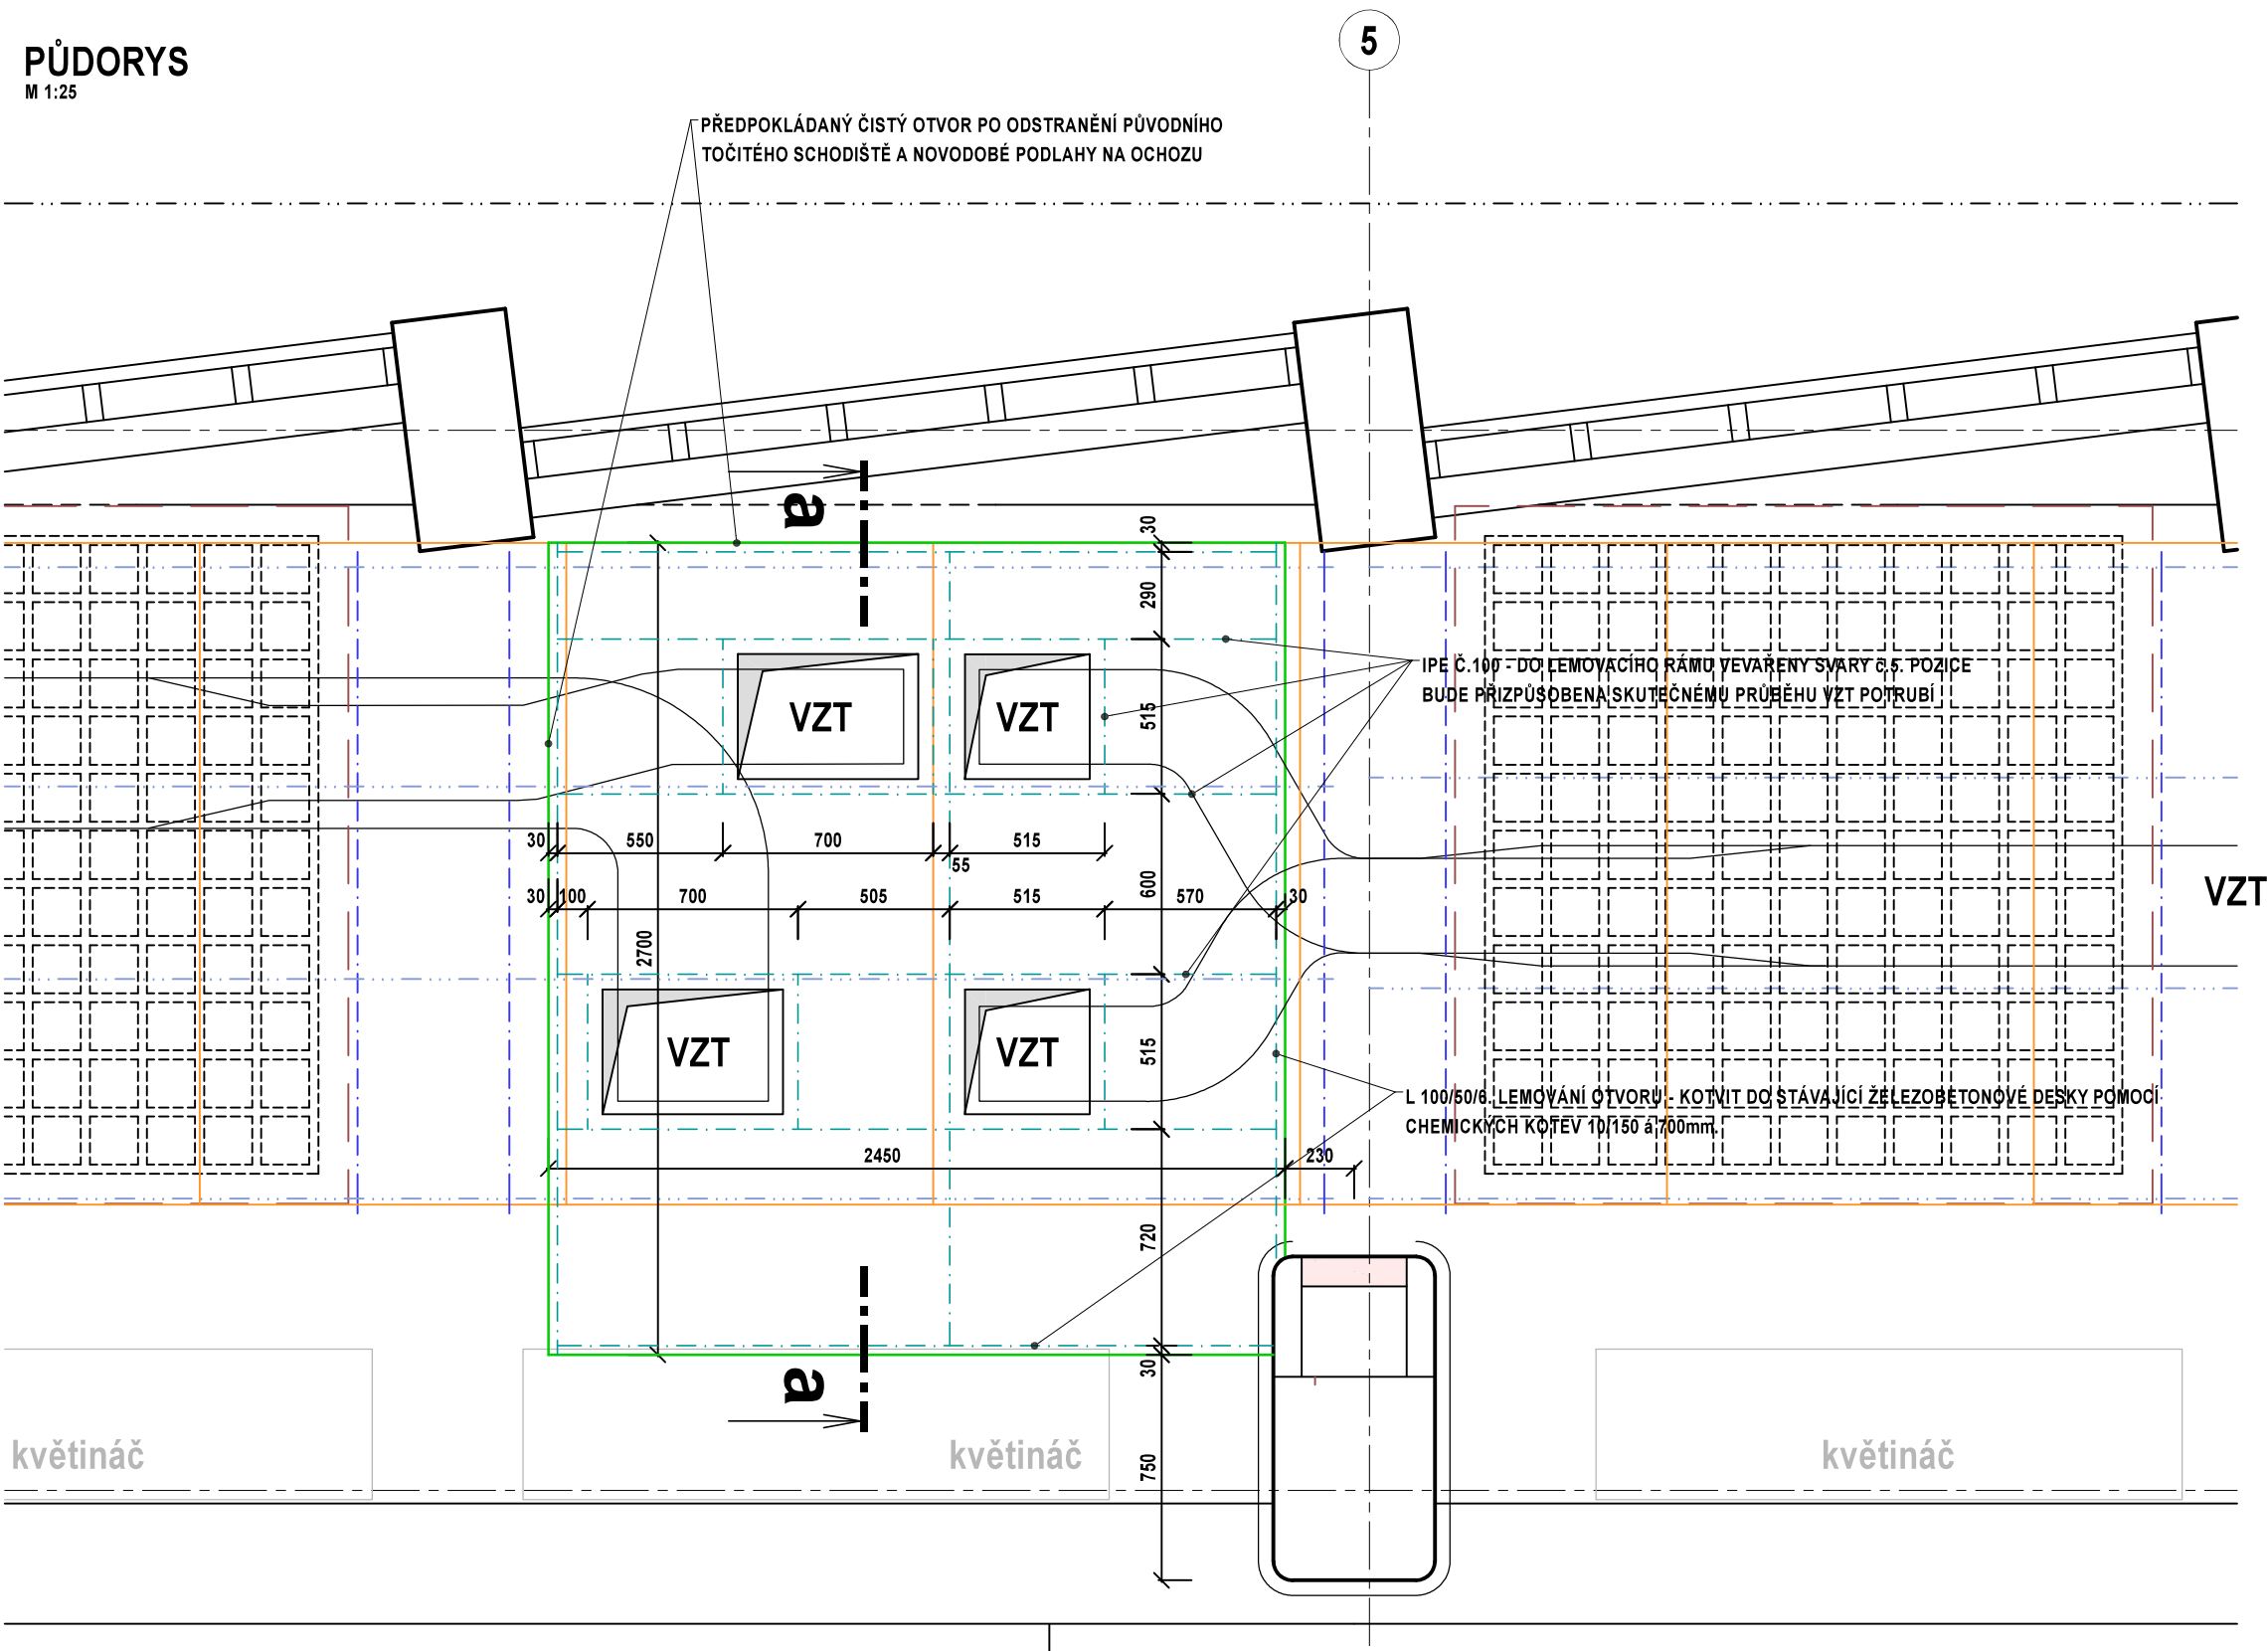 PŮDORYS
M 1:25
5
PŘEDPOKLÁDANÝ ČISTÝ OTVOR PO ODSTRANĚNÍ PŮVODNÍHO
TOČITÉHO SCHODIŠTĚ A NOVODOBÉ PODLAHY NA OCHOZU
a
30
290
IPE Č.100 - DO LEMOVACÍHO RÁMU VEVAŘENY SVARY č.5. POZICE
BUDE PŘIZPŮSOBENA SKUTEČNÉMU PRŮBĚHU VZT POTRUBÍ
VZT
VZT
515
30
550
700
515
55
600
30
100
700
505
515
570
30
VZT
2700
VZT
VZT
515
L 100/50/6. LEMOVÁNÍ OTVORU - KOTVIT DO STÁVAJÍCÍ ŽELEZOBETONOVÉ DESKY POMOCÍ
CHEMICKÝCH KOTEV 10/150 á 700mm.
2450
230
720
30
a
750
květináč
květináč
květináč